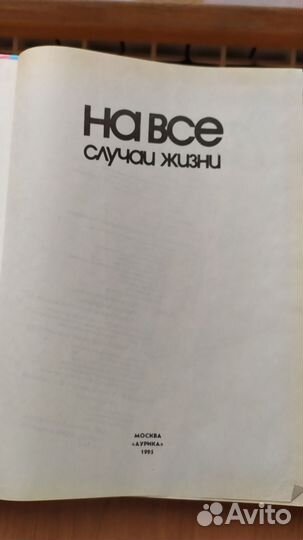 на все
случаи жизни
МОСКВА
«АУРИКА»
1995
Avito